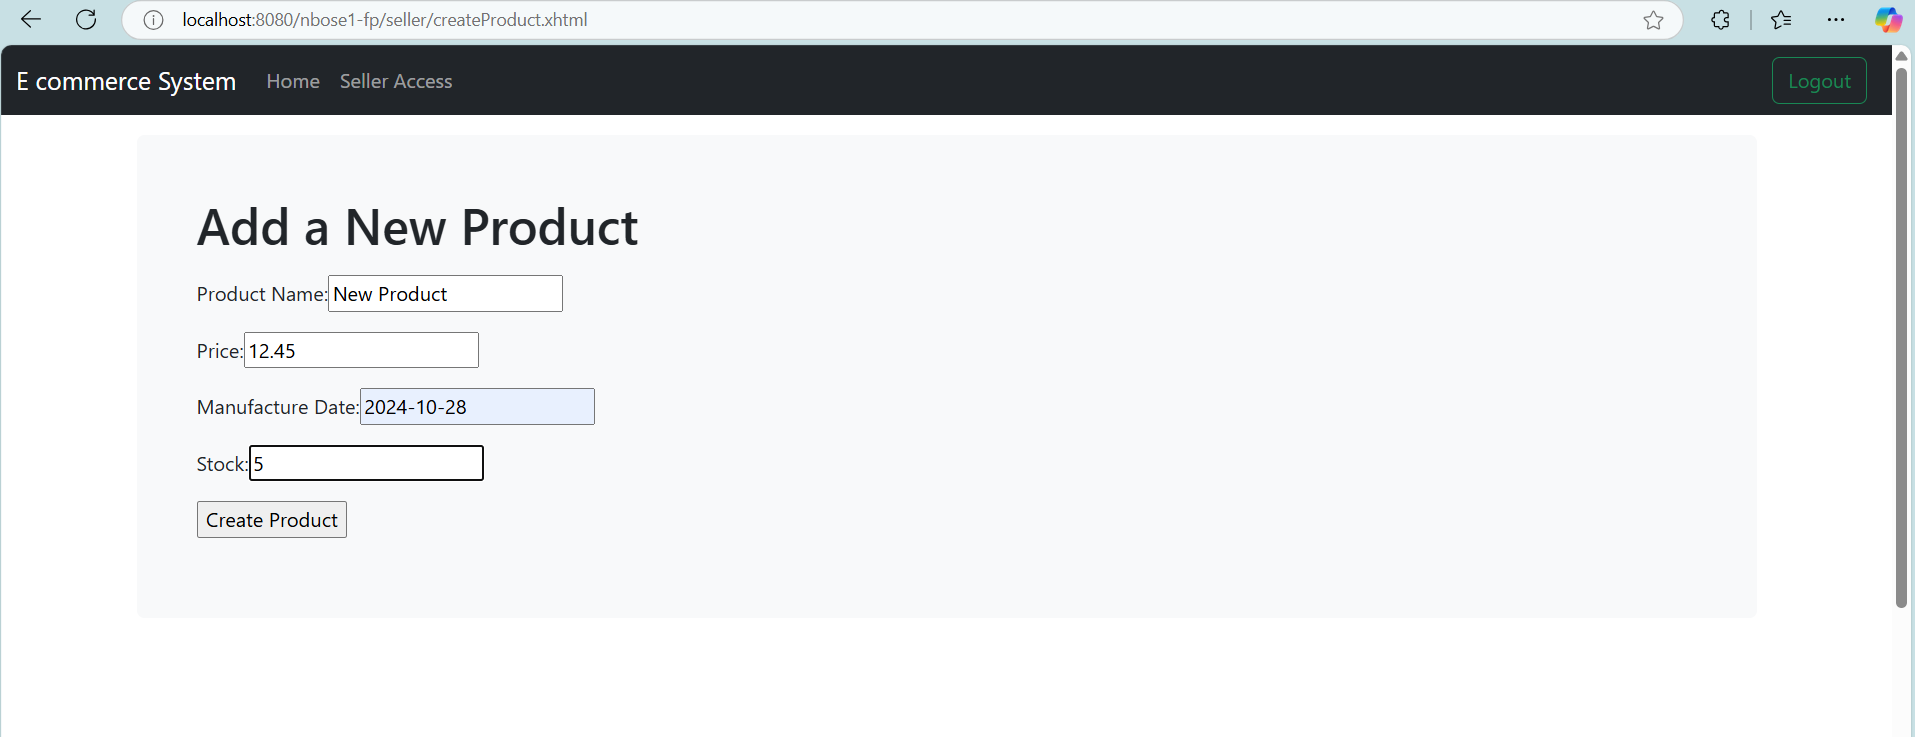 localhost:8080/nbose1-fp/seller/createProduct.xhtml
E commerce System Home Seller Access Logout
Add a New Product
Product Name: New Product
Price: 12.45
Manufacture Date: 2024-10-28
Stock: 5
Create Product